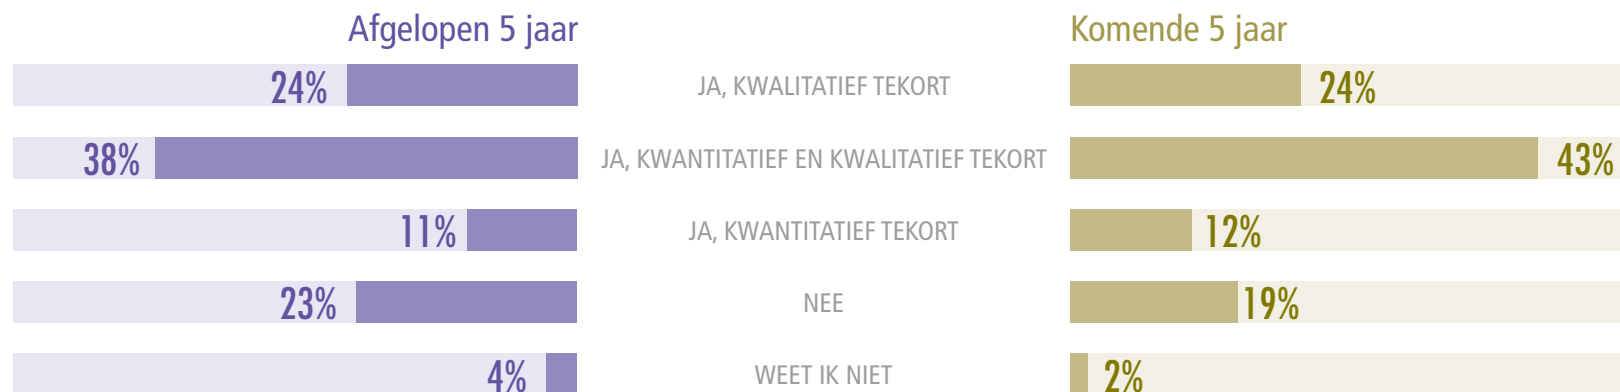 Afgelopen 5 jaar Komende 5 jaar
24% JA, KWALITATIEF TEKORT 24%
38% JA, KWANTITATIEF EN KWALITATIEF TEKORT 43%
11% JA, KWANTITATIEF TEKORT 12%
23% NEE 19%
4% WEET IK NIET 2%